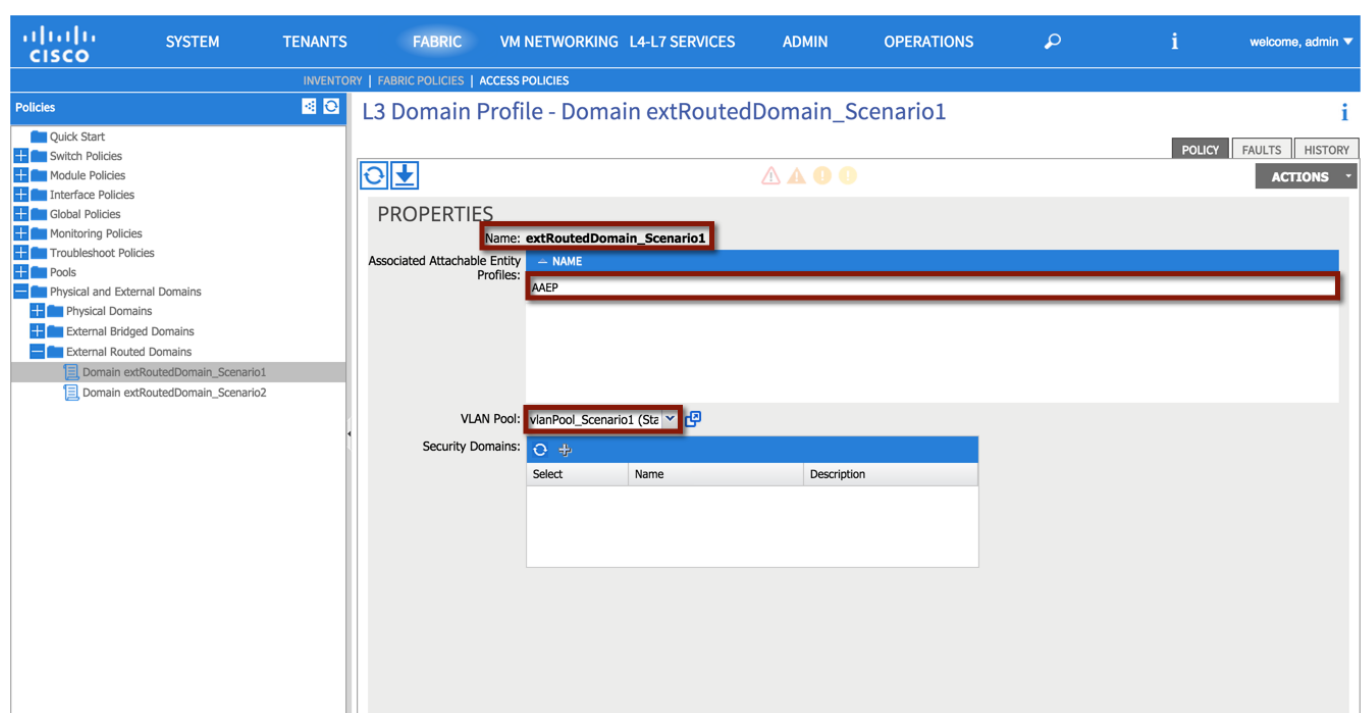 CISCO
SYSTEM TENANTS FABRIC VM NETWORKING L4-L7 SERVICES ADMIN OPERATIONS i welcome, admin
INVENTORY | FABRIC POLICIES | ACCESS POLICIES
Policies
Quick Start
Switch Policies
Module Policies
Interface Policies
Global Policies
Monitoring Policies
Troubleshoot Policies
Pools
Physical and External Domains
Physical Domains
External Bridged Domains
External Routed Domains
Domain extRoutedDomain_Scenario1
Domain extRoutedDomain_Scenario2
L3 Domain Profile - Domain extRoutedDomain_Scenario1 i
POLICY FAULTS HISTORY
ACTIONS
PROPERTIES
Name: extRoutedDomain_Scenario1
Associated Attachable Entity
Profiles:
NAME
AAEP
VLAN Pool: vlanPool_Scenario1 (Sta
Security Domains:
Select Name Description